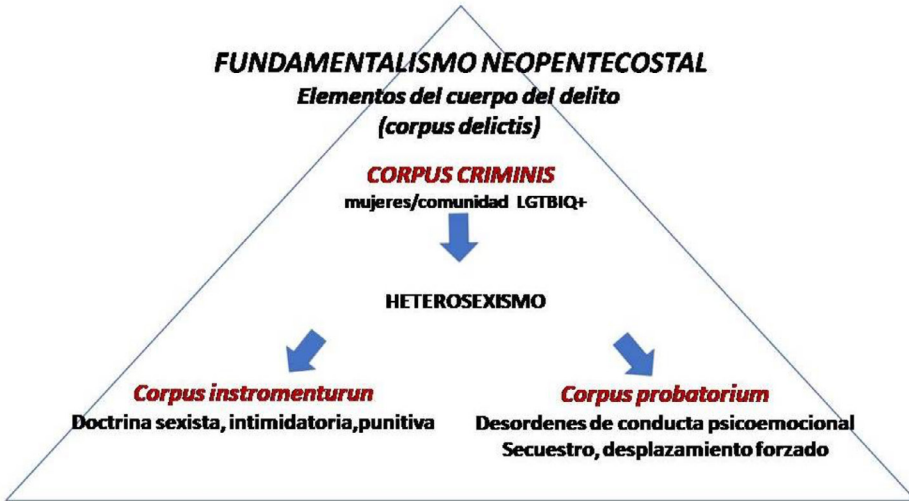 FUNDAMENTALISMO NEOPENTECOSTAL
Elementos del cuerpo del delito
(corpus delictis)
CORPUS CRIMINIS
mujeres/comunidad LGTBIQ+
HETEROSEXISMO
Corpus instromenturun
Doctrina sexista, intimidatoria,punitiva
Corpus probatorium
Desordenes de conducta psicoemocional
Secuestro, desplazamiento forzado